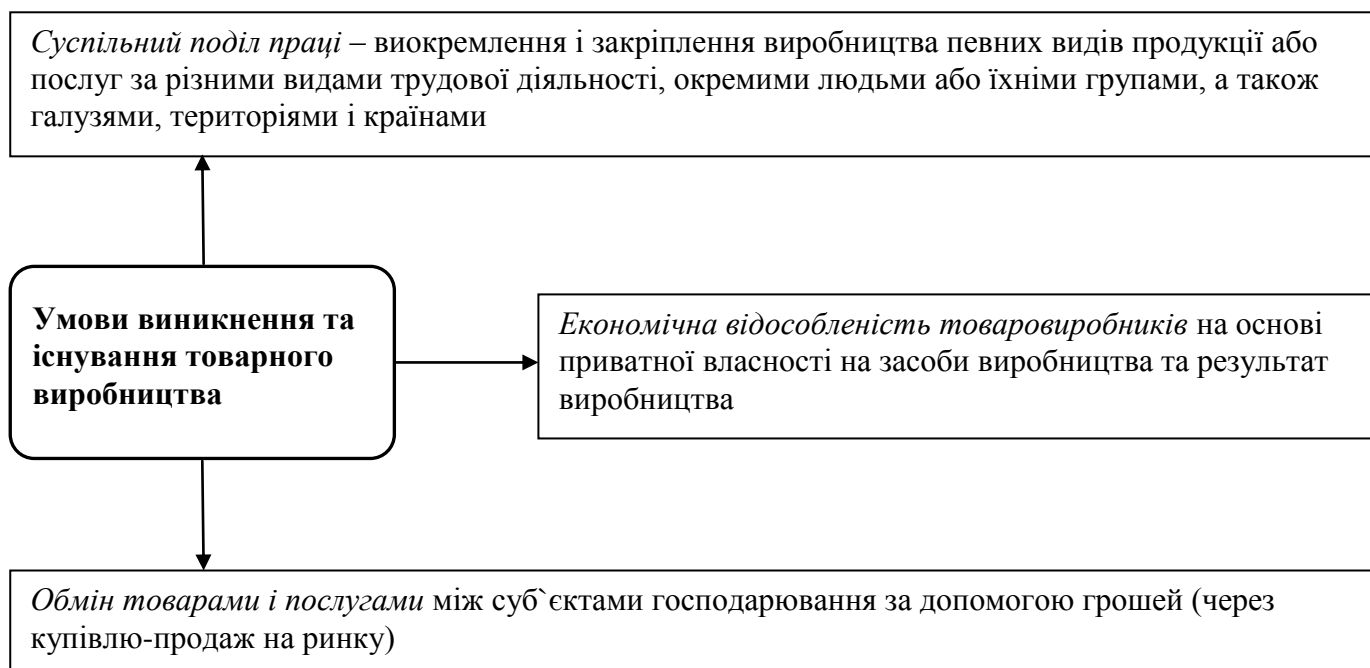 Суспільний поділ праці – виокремлення і закріплення виробництва певних видів продукції або
послуг за різними видами трудової діяльності, окремими людьми або їхніми групами, а також
галузями, територіями і країнами
Умови виникнення та
існування товарного
виробництва
Економічна відособленість товаровиробників на основі
приватної власності на засоби виробництва та результат
виробництва
Обмін товарами і послугами між суб`єктами господарювання за допомогою грошей (через
купівлю-продаж на ринку)